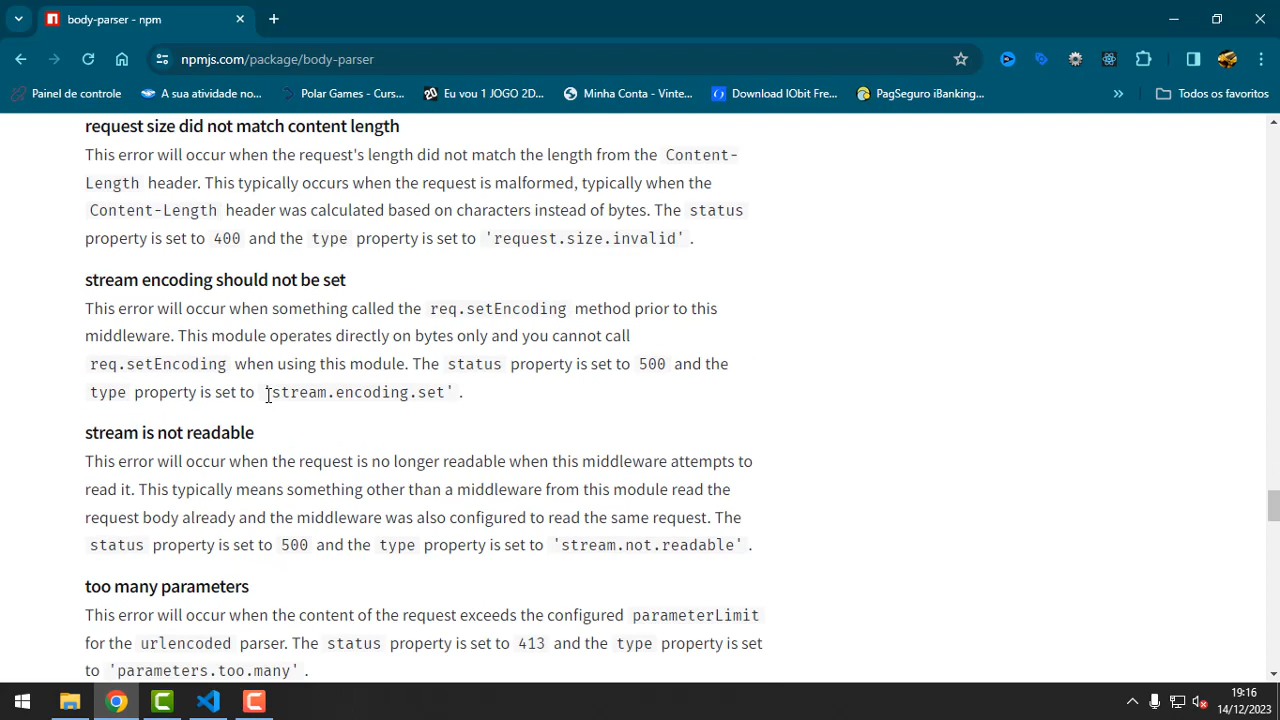 body-parser - npm
npmjs.com/package/body-parser
Painel de controle
A sua atividade no...
Polar Games - Curs...
20 Eu vou 1 JOGO 2D...
Minha Conta - Vinte...
Download IObit Fre...
PagSeguro iBanking...
Todos os favoritos
request size did not match content length
This error will occur when the request's length did not match the length from the Content-
Length header. This typically occurs when the request is malformed, typically when the
Content-Length header was calculated based on characters instead of bytes. The status
property is set to 400 and the type property is set to 'request.size.invalid'.
stream encoding should not be set
This error will occur when something called the req.setEncoding method prior to this
middleware. This module operates directly on bytes only and you cannot call
req.setEncoding when using this module. The status property is set to 500 and the
type property is set to 'stream.encoding.set'.
stream is not readable
This error will occur when the request is no longer readable when this middleware attempts to
read it. This typically means something other than a middleware from this module read the
request body already and the middleware was also configured to read the same request. The
status property is set to 500 and the type property is set to 'stream.not.readable'.
too many parameters
This error will occur when the content of the request exceeds the configured parameterLimit
for the urlencoded parser. The status property is set to 413 and the type property is set
to 'parameters.too.many'.
19:16
14/12/2023